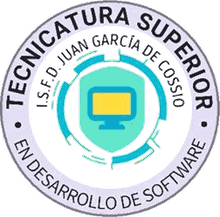 TECNICATURA SUPERIOR
I.S.F.D. JUAN GARCÍA DE COSSIO
• EN DESARROLLO DE SOFTWARE •